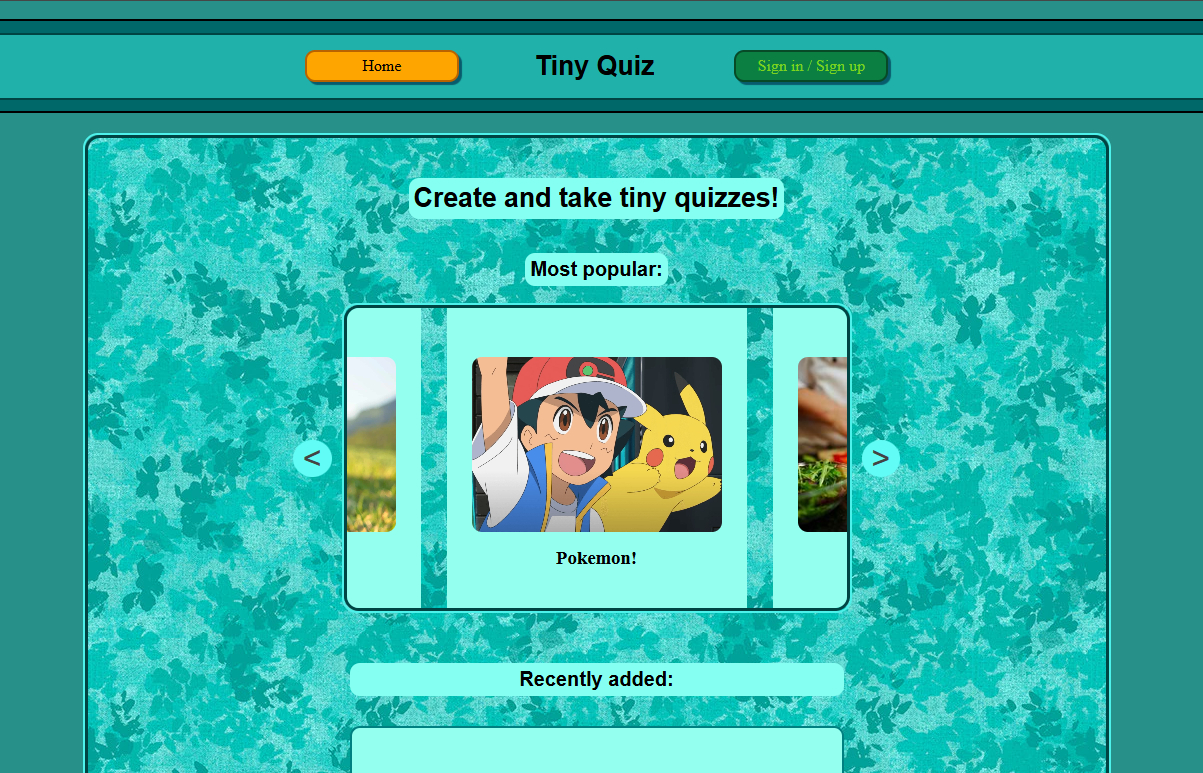 Home
Tiny Quiz
Sign in / Sign up
Create and take tiny quizzes!
Most popular:
<
>
Pokemon!
Recently added: